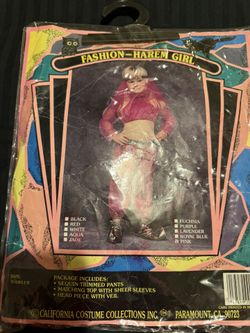 FASHION-HAREM GIRL
BLACK
RED
WHITE
AQUA
JADE
FUCHSIA
PURPLE
LAVENDER
ROYAL BLUE
PINK
PACKAGE INCLUDES:
• SEQUIN TRIMMED PANTS
• MATCHING TOP WITH SHEER SLEEVES
• HEAD PIECE WITH VEIL
© CALIFORNIA COSTUME COLLECTIONS INC. PARAMOUNT, CA. 90723